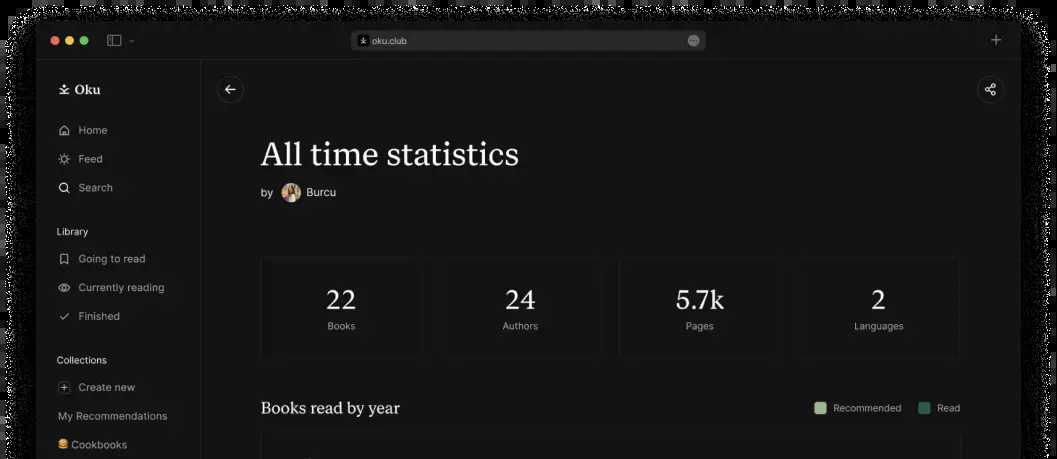 oku.club
Oku
Home
Feed
Search
Library
Going to read
Currently reading
Finished
Collections
Create new
My Recommendations
Cookbooks
All time statistics
by Burcu
22
Books
24
Authors
5.7k
Pages
2
Languages
Books read by year
Recommended
Read